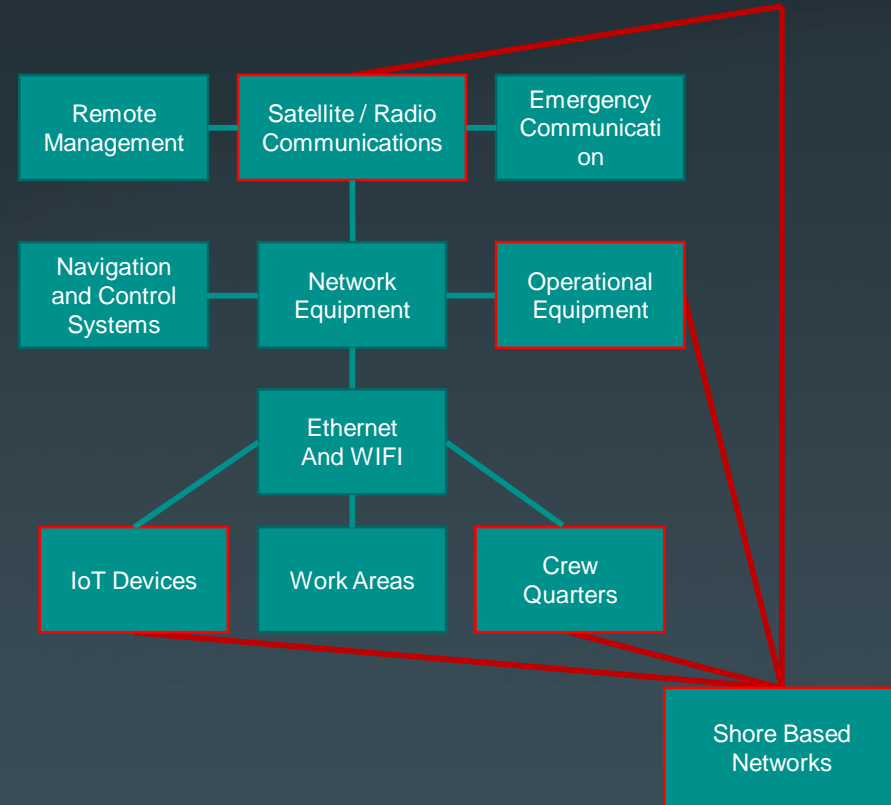 Remote
Management
Satellite / Radio
Communications
Emergency
Communicati
on
Navigation
and Control
Systems
Network
Equipment
Operational
Equipment
Ethernet
And WIFI
IoT Devices
Work Areas
Crew
Quarters
Shore Based
Networks